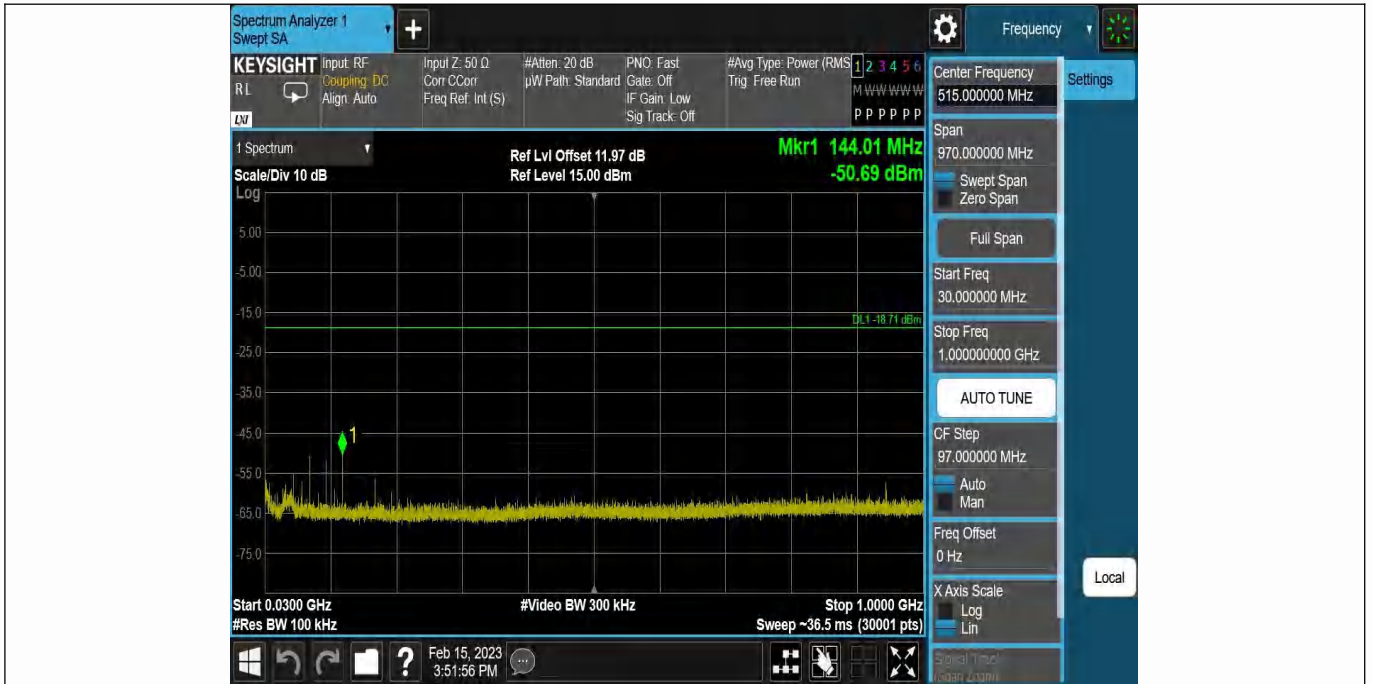 Spectrum Analyzer 1
Swept SA
Frequency
KEYSIGHT
RL
LXI
Input: RF
Coupling: DC
Align: Auto
Input Z: 50 Ω
Corr CCorr
Freq Ref: Int (S)
#Atten: 20 dB
µW Path: Standard
PNO: Fast
Gate: Off
IF Gain: Low
Sig Track: Off
#Avg Type: Power (RMS
Trig: Free Run
1 2 3 4 5 6
M W W W W W
P P P P P P
1 Spectrum
Scale/Div 10 dB
Log
Ref Lvl Offset 11.97 dB
Ref Level 15.00 dBm
Mkr1 144.01 MHz
-50.69 dBm
5.00
-5.00
-15.0
DL1 -18.71 dBm
-25.0
-35.0
-45.0
1
-55.0
-65.0
-75.0
Start 0.0300 GHz
#Res BW 100 kHz
#Video BW 300 kHz
Stop 1.0000 GHz
Sweep ~36.5 ms (30001 pts)
Center Frequency
515.000000 MHz
Settings
Span
970.000000 MHz
Swept Span
Zero Span
Full Span
Start Freq
30.000000 MHz
Stop Freq
1.000000000 GHz
AUTO TUNE
CF Step
97.000000 MHz
Auto
Man
Freq Offset
0 Hz
X Axis Scale
Log
Lin
Signal Track
(Span Zoom)
Local
Feb 15, 2023
3:51:56 PM